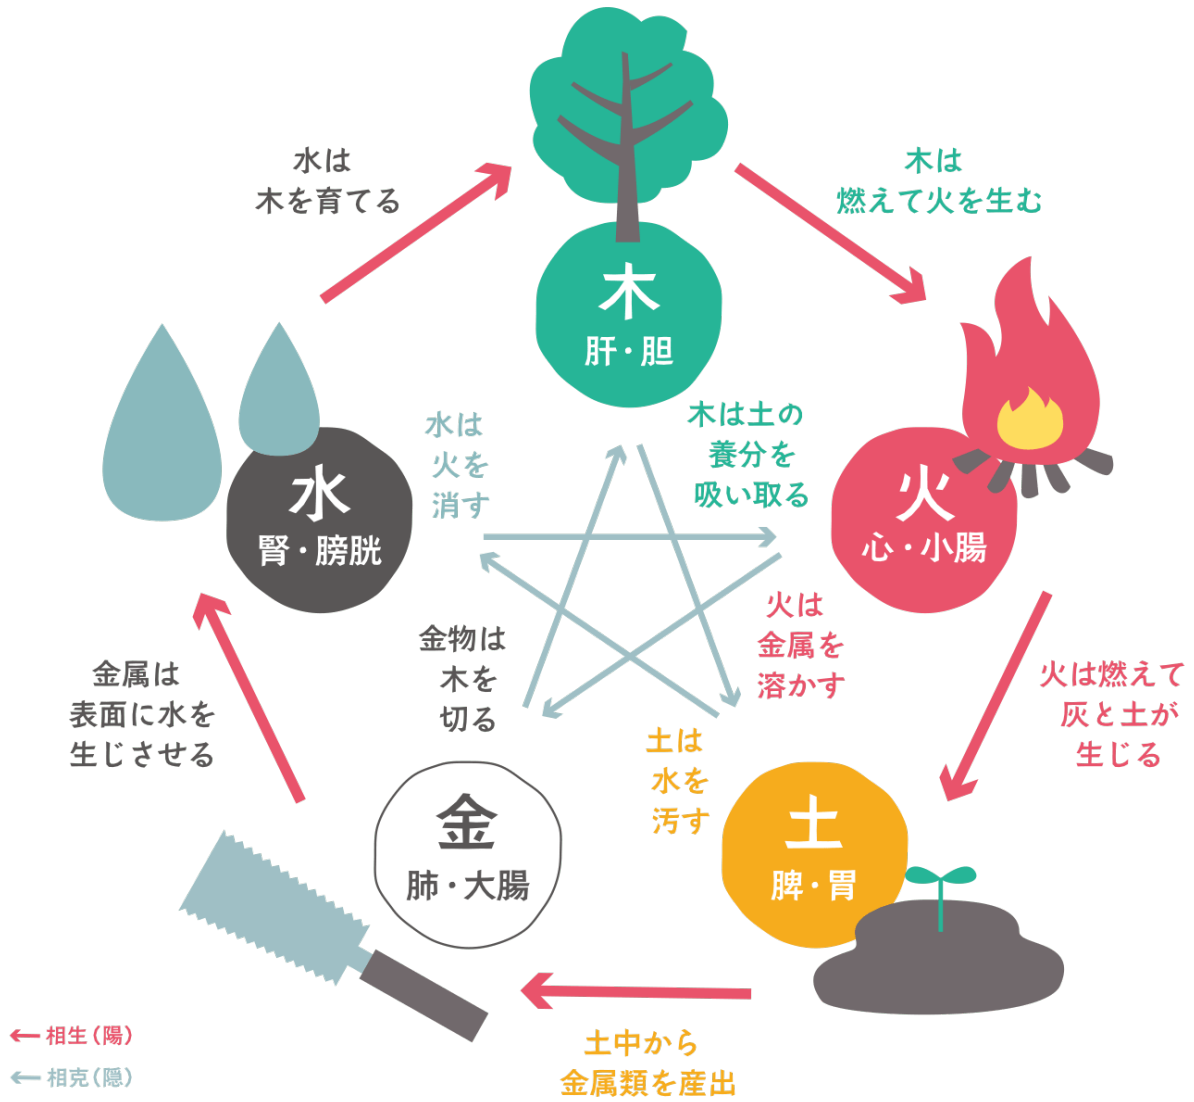 水は
木を育てる
木は
燃えて火を生む
木
肝・胆
水
腎・膀胱
水は
火を
消す
木は土の
養分を
吸い取る
火
心・小腸
金属は
表面に水を
生じさせる
金物は
木を
切る
火は
金属を
溶かす
火は燃えて
灰と土が
生じる
土は
水を
汚す
金
肺・大腸
土
脾・胃
土中から
金属類を産出
相生(陽)
相克(隠)